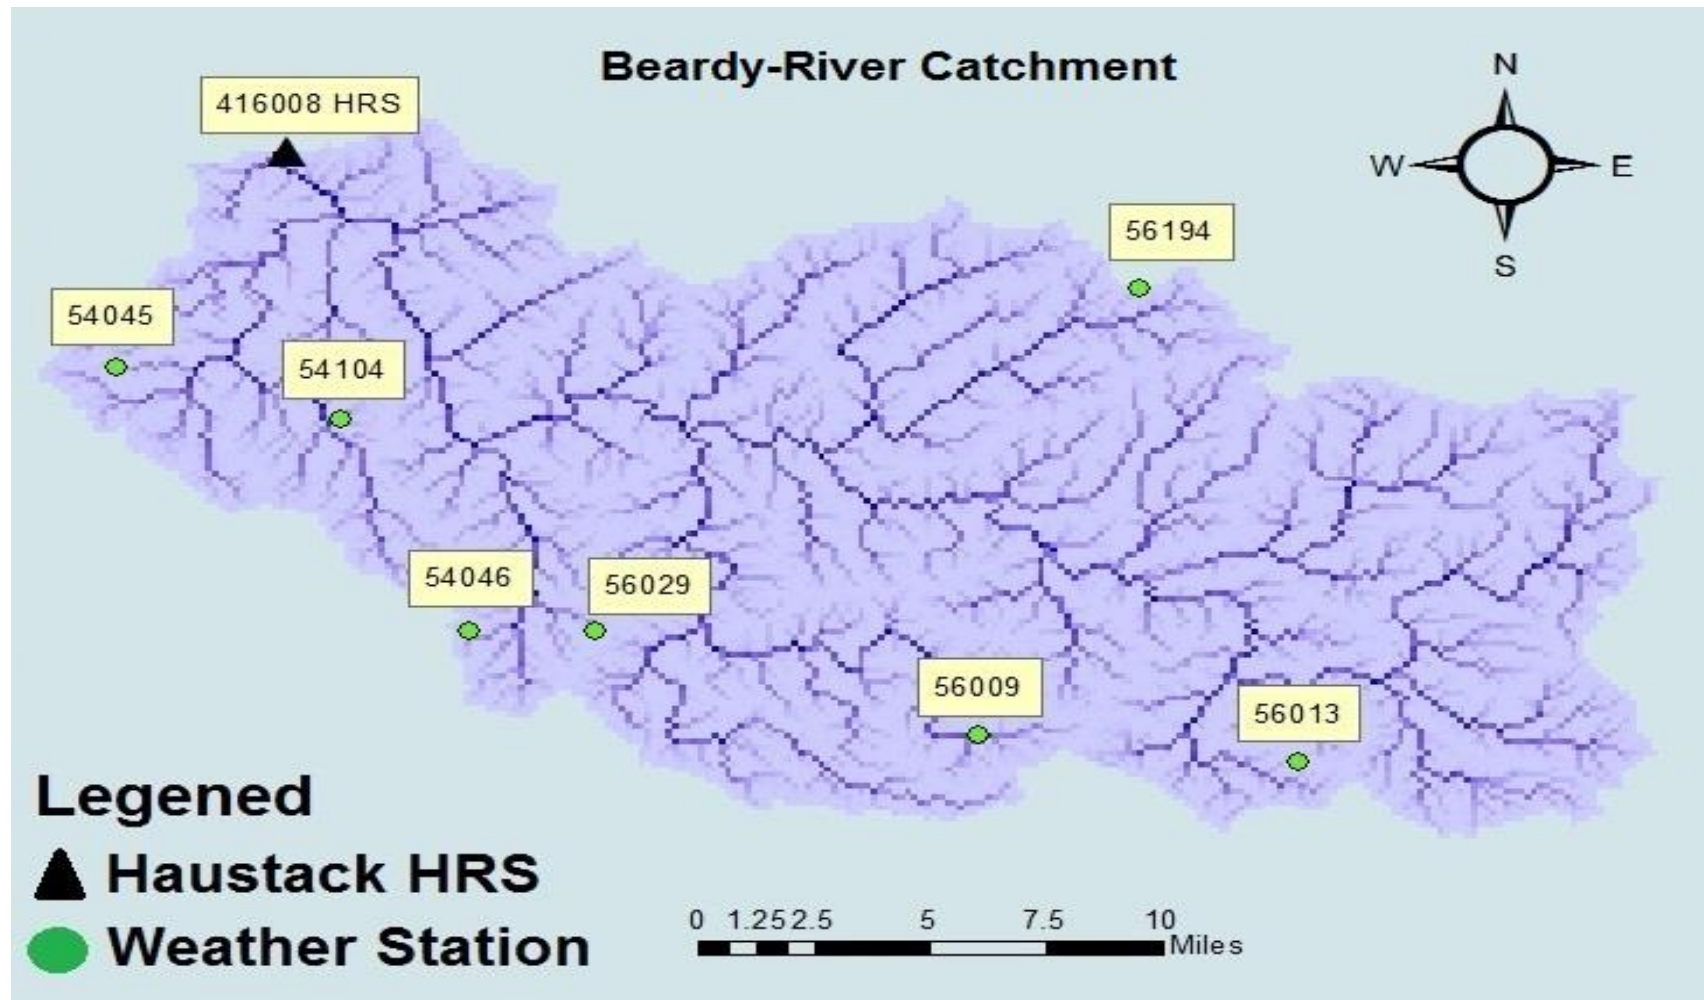 Beardy-River Catchment
N
W
E
S
416008 HRS
56194
54045
54104
54046
56029
56009
56013
Legened
Haustack HRS
Weather Station
0 1.25 2.5 5 7.5 10
Miles